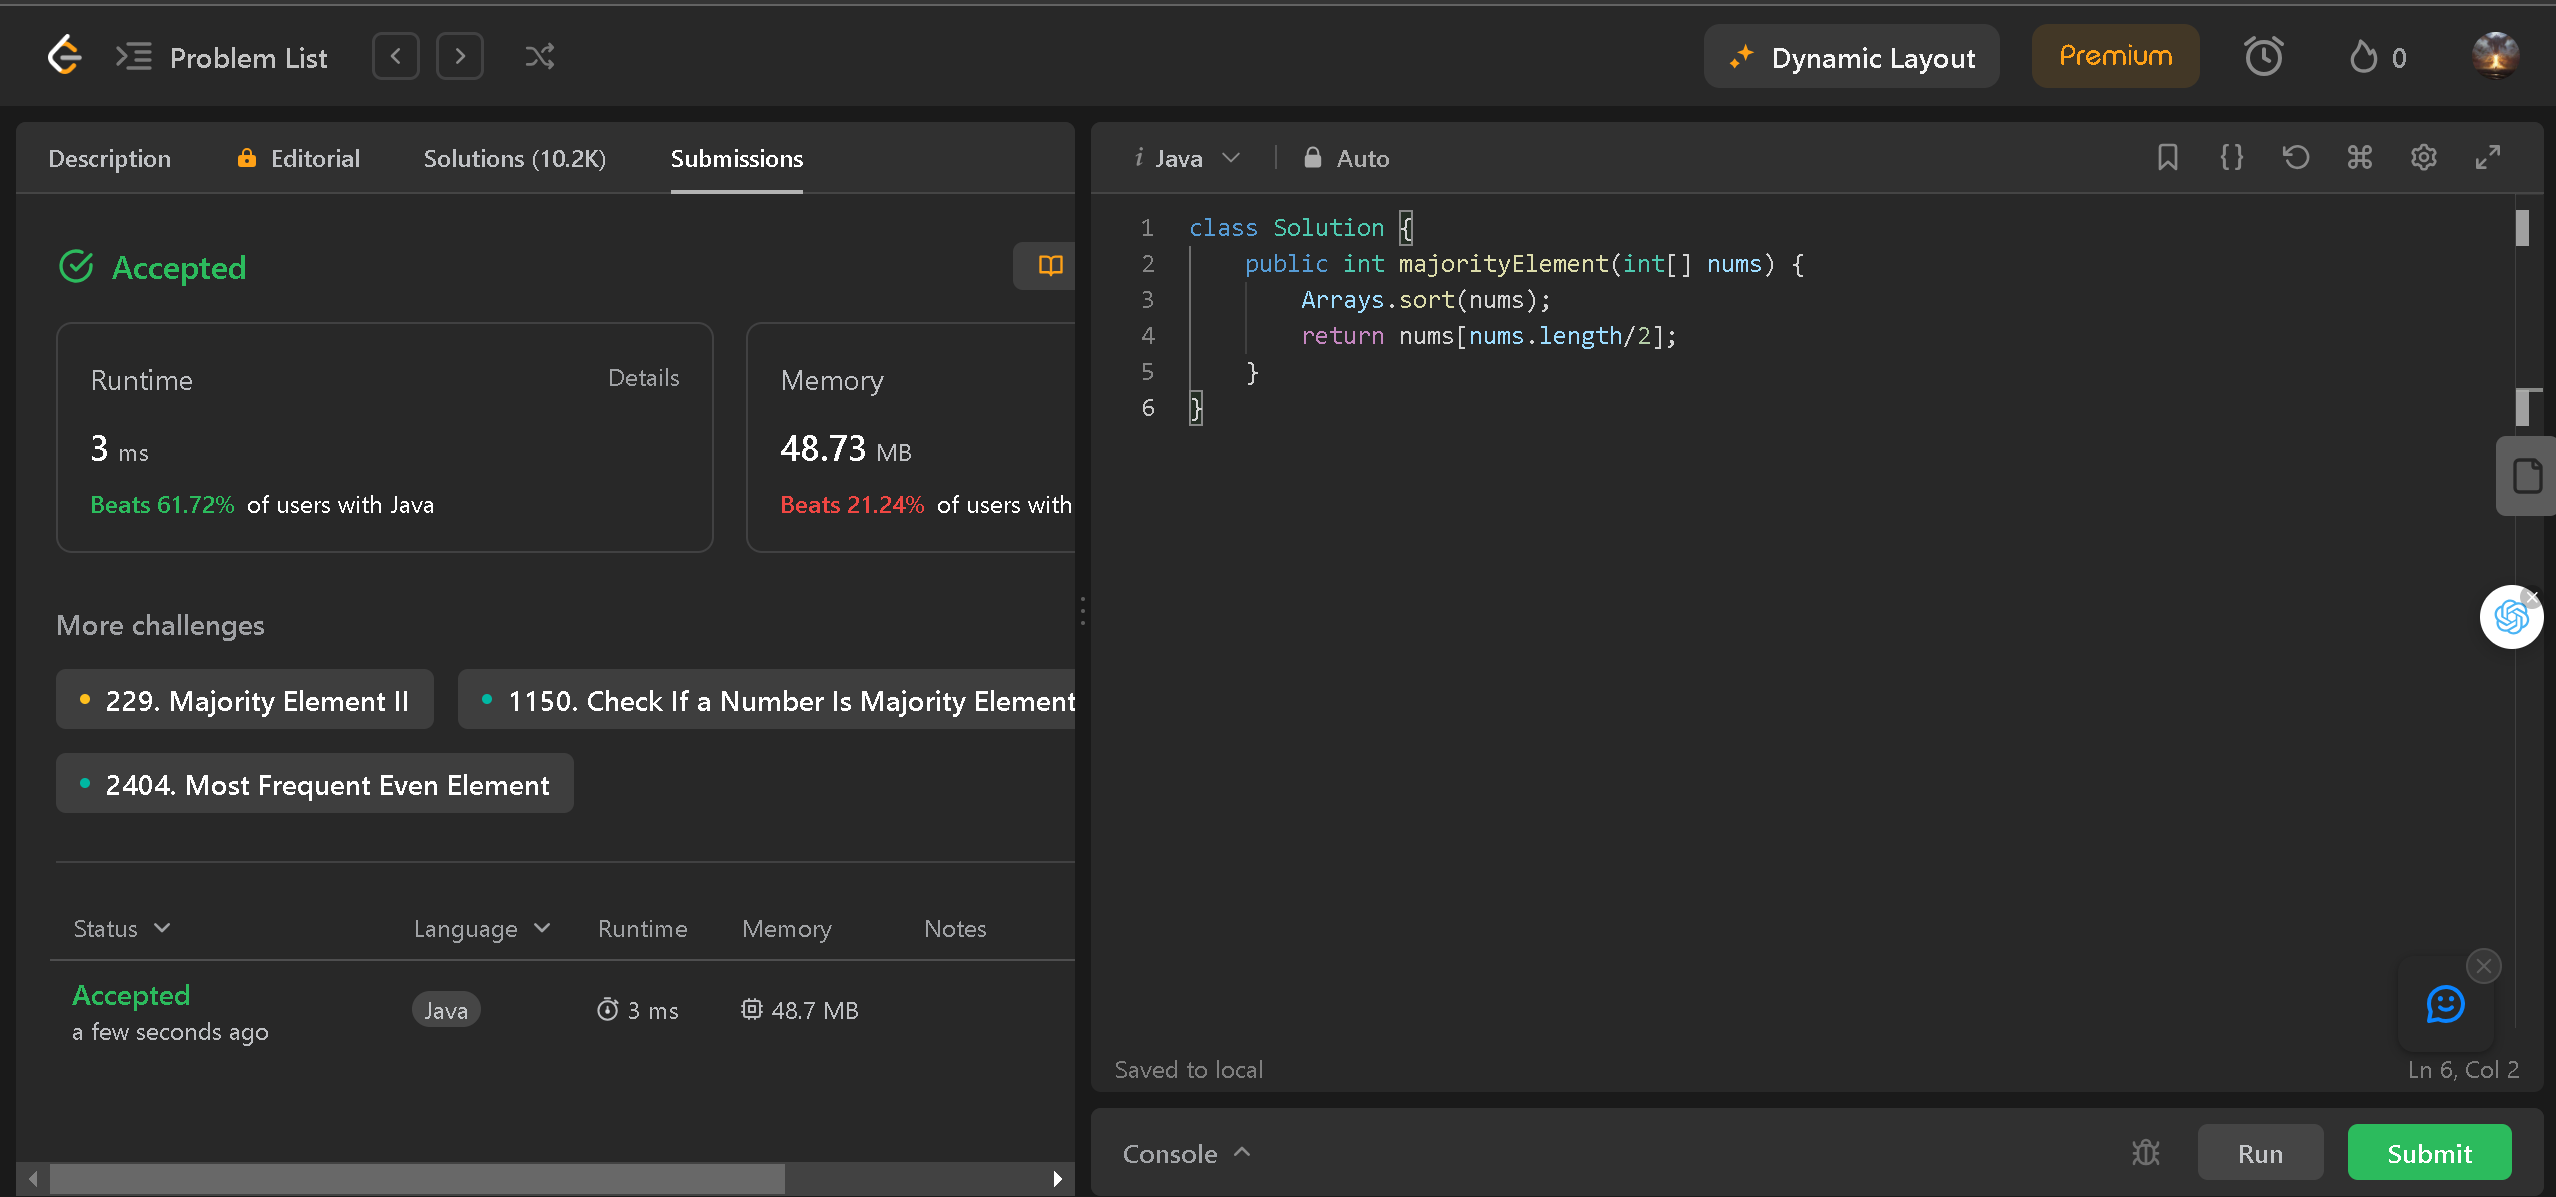 Problem List
Dynamic Layout
Premium
0
Description
Editorial
Solutions (10.2K)
Submissions
Accepted
Runtime
Details
3 ms
Beats 61.72% of users with Java
Memory
48.73 MB
Beats 21.24% of users with
More challenges
229. Majority Element II
1150. Check If a Number Is Majority Element
2404. Most Frequent Even Element
Status
Language
Runtime
Memory
Notes
Accepted
a few seconds ago
Java
3 ms
48.7 MB
i Java
Auto
1 class Solution {
2     public int majorityElement(int[] nums) {
3         Arrays.sort(nums);
4         return nums[nums.length/2];
5     }
6 }
Saved to local
Ln 6, Col 2
Console
Run
Submit